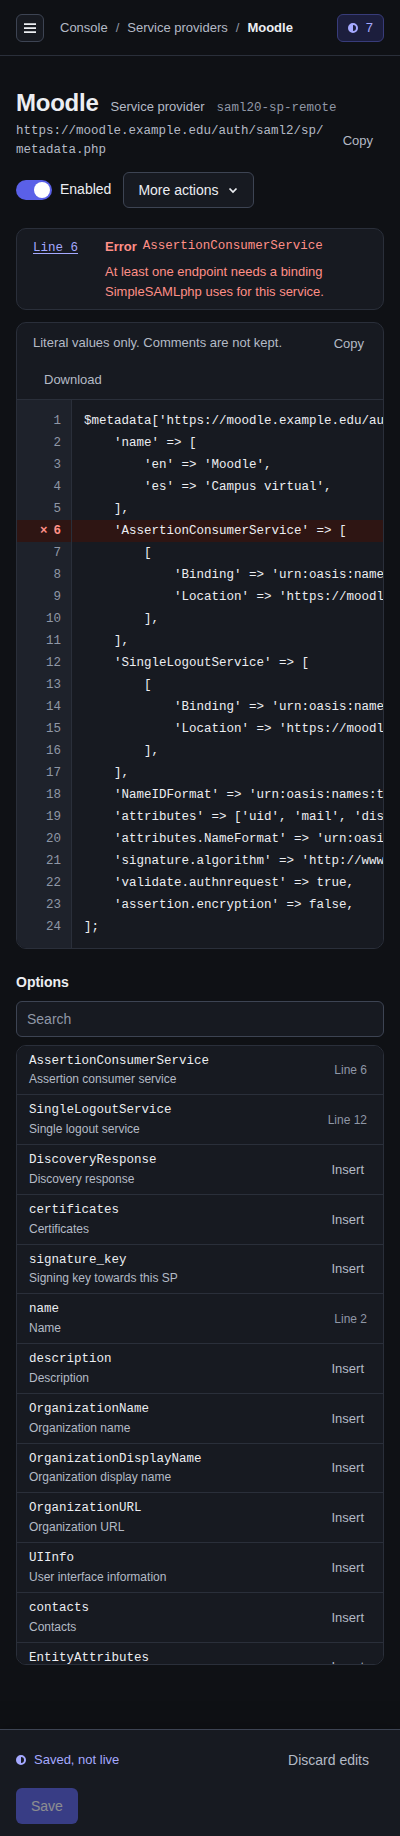 Console / Service providers / Moodle
7
Moodle Service provider saml20-sp-remote
https://moodle.example.edu/auth/saml2/sp/
metadata.php
Copy
Enabled
More actions
Line 6
Error AssertionConsumerService
At least one endpoint needs a binding
SimpleSAMLphp uses for this service.
Literal values only. Comments are not kept.
Copy
Download
1 $metadata['https://moodle.example.edu/au
2 'name' => [
3 'en' => 'Moodle',
4 'es' => 'Campus virtual',
5 ],
× 6 'AssertionConsumerService' => [
7 [
8 'Binding' => 'urn:oasis:name
9 'Location' => 'https://moodl
10 ],
11 ],
12 'SingleLogoutService' => [
13 [
14 'Binding' => 'urn:oasis:name
15 'Location' => 'https://moodl
16 ],
17 ],
18 'NameIDFormat' => 'urn:oasis:names:t
19 'attributes' => ['uid', 'mail', 'dis
20 'attributes.NameFormat' => 'urn:oasi
21 'signature.algorithm' => 'http://www
22 'validate.authnrequest' => true,
23 'assertion.encryption' => false,
24 ];
Options
Search
AssertionConsumerService
Assertion consumer service
Line 6
SingleLogoutService
Single logout service
Line 12
DiscoveryResponse
Discovery response
Insert
certificates
Certificates
Insert
signature_key
Signing key towards this SP
Insert
name
Name
Line 2
description
Description
Insert
OrganizationName
Organization name
Insert
OrganizationDisplayName
Organization display name
Insert
OrganizationURL
Organization URL
Insert
UIInfo
User interface information
Insert
contacts
Contacts
Insert
EntityAttributes
Saved, not live
Discard edits
Save